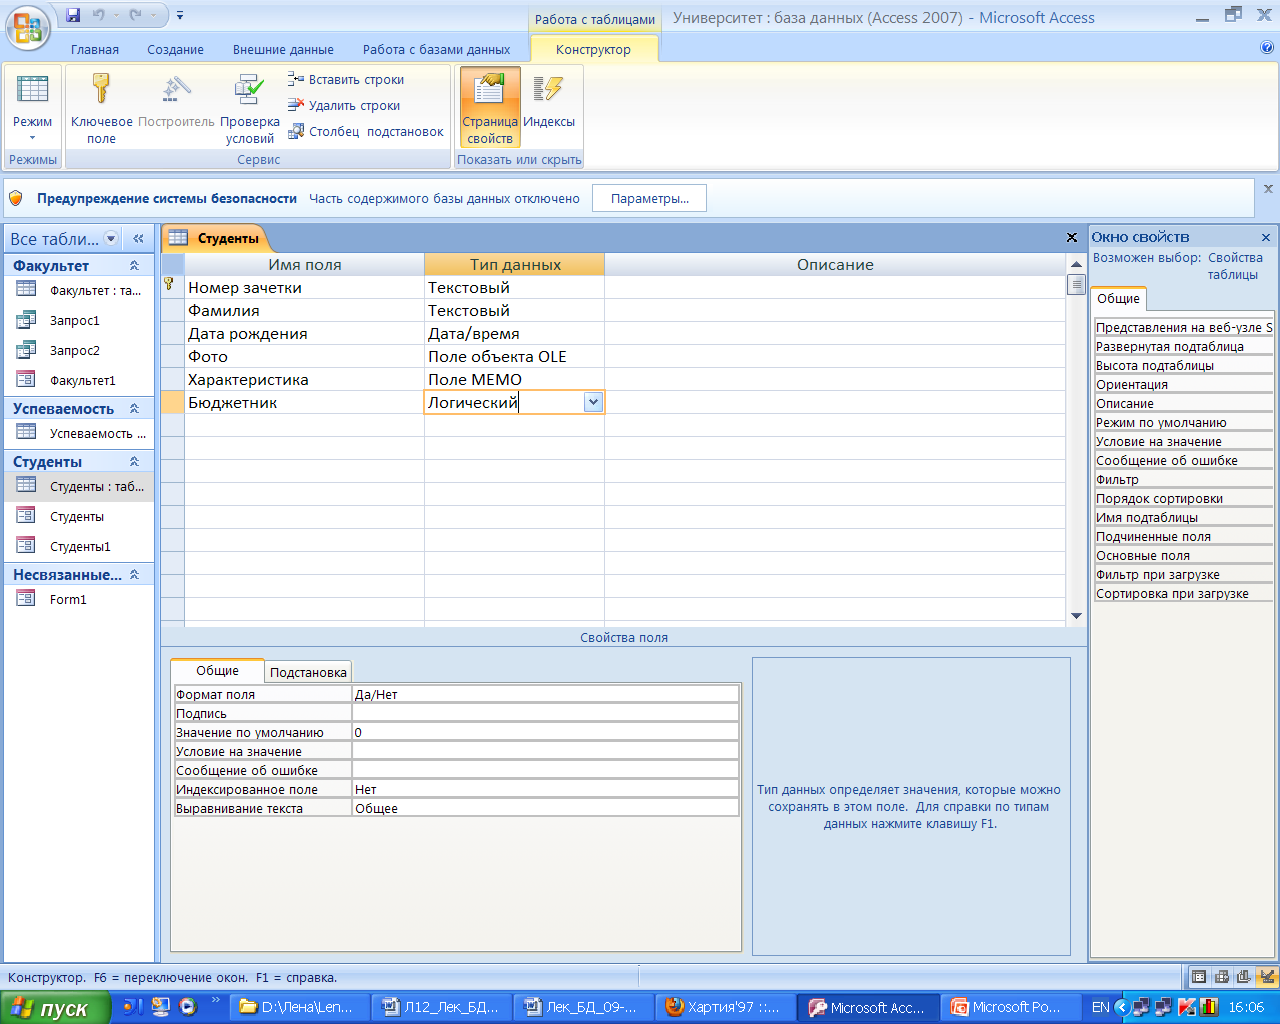 Работа с таблицами
Университет : база данных (Access 2007) - Microsoft Access
Главная Создание Внешние данные Работа с базами данных Конструктор
Режим
Ключевое поле
Построитель
Проверка условий
Вставить строки
Удалить строки
Столбец подстановок
Страница свойств
Индексы
Режимы Сервис Показать или скрыть
Предупреждение системы безопасности Часть содержимого базы данных отключено Параметры...
Все табли...
Факультет
Факультет : та...
Запрос1
Запрос2
Факультет1
Успеваемость
Успеваемость ...
Студенты
Студенты : таб...
Студенты
Студенты1
Несвязанные...
Form1
Студенты
Имя поля Тип данных Описание
Номер зачетки Текстовый
Фамилия Текстовый
Дата рождения Дата/время
Фото Поле объекта OLE
Характеристика Поле МЕМО
Бюджетник Логический
Свойства поля
Общие Подстановка
Формат поля Да/Нет
Подпись
Значение по умолчанию 0
Условие на значение
Сообщение об ошибке
Индексированное поле Нет
Выравнивание текста Общее
Тип данных определяет значения, которые можно
сохранять в этом поле. Для справки по типам
данных нажмите клавишу F1.
Окно свойств
Возможен выбор: Свойства
таблицы
Общие
Представления на веб-узле S
Развернутая подтаблица
Высота подтаблицы
Ориентация
Описание
Режим по умолчанию
Условие на значение
Сообщение об ошибке
Фильтр
Порядок сортировки
Имя подтаблицы
Подчиненные поля
Основные поля
Фильтр при загрузке
Сортировка при загрузке
Конструктор. F6 = переключение окон. F1 = справка.
пуск D:\Лена\Len... Л12_Лек_БД... Лек_БД_09-... Хартия'97 ::... Microsoft Acc... Microsoft Po... EN 16:06